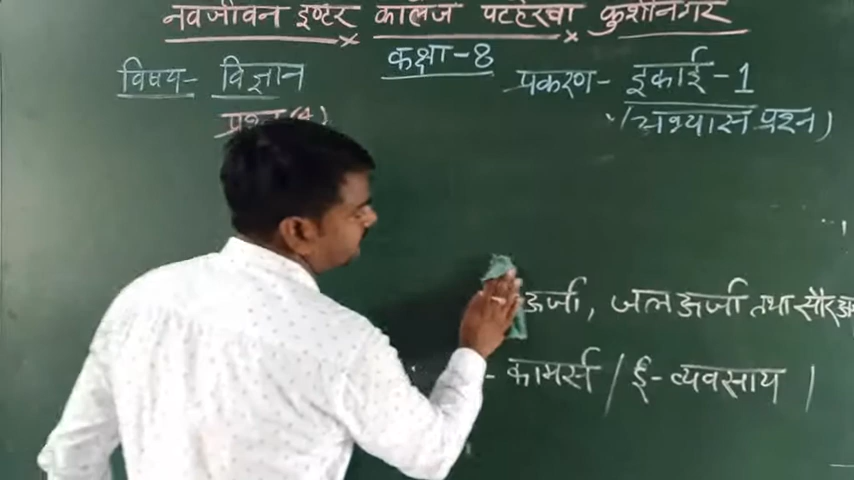 नवजीवन इण्टर कालेज पटहेरवा कुशीनगर
कक्षा-8
विषय- विज्ञान प्रकरण- इकाई-1
(अभ्यास प्रश्न)
ऊर्जा, जल ऊर्जा तथा सौर
- कामर्स / ई-व्यवसाय |